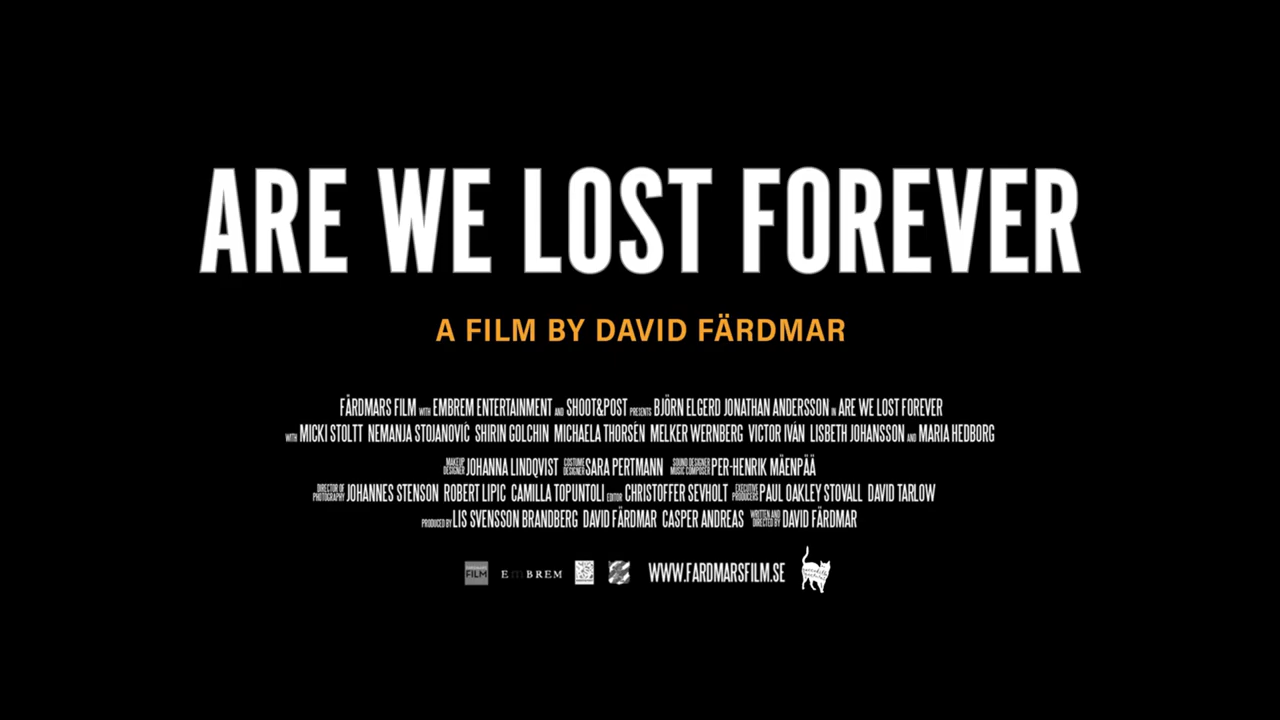 ARE WE LOST FOREVER
A FILM BY DAVID FÄRDMAR
FÄRDMARS FILM WITH EMBREM ENTERTAINMENT AND SHOOT&POST PRESENTS BJÖRN ELGERD JONATHAN ANDERSSON IN ARE WE LOST FOREVER
WITH MICKI STOLTT NEMANJA STOJANOVIĆ SHIRIN GOLCHIN MICHAELA THORSÉN MELKER WERNBERG VICTOR IVÁN LISBETH JOHANSSON AND MARIA HEDBORG
MAKEUP DESIGNER JOHANNA LINDQVIST COSTUME DESIGNER SARA PERTMANN SOUND DESIGNER MUSIC COMPOSER PER-HENRIK MÄENPÄÄ
DIRECTOR OF PHOTOGRAPHY JOHANNES STENSON ROBERT LIPIC CAMILLA TOPUNTOLI EDITOR CHRISTOFFER SEVHOLT EXECUTIVE PRODUCERS PAUL OAKLEY STOVALL DAVID TARLOW
PRODUCED BY LIS SVENSSON BRANDBERG DAVID FÄRDMAR CASPER ANDREAS WRITTEN AND DIRECTED BY DAVID FÄRDMAR
FILM EMBREM WWW.FARDMARSFILM.SE